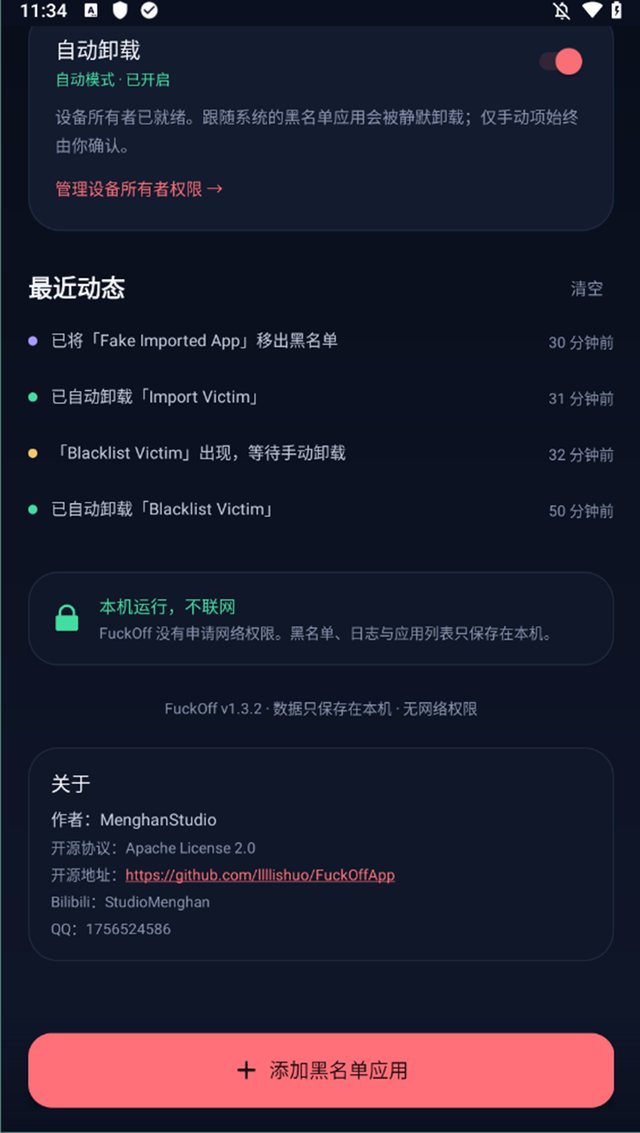 11:34
自动卸载
自动模式 · 已开启
设备所有者已就绪。跟随系统的黑名单应用会被静默卸载；仅手动项始终
由你确认。
管理设备所有者权限 →
最近动态 清空
已将「Fake Imported App」移出黑名单 30 分钟前
已自动卸载「Import Victim」 31 分钟前
「Blacklist Victim」出现，等待手动卸载 32 分钟前
已自动卸载「Blacklist Victim」 50 分钟前
本机运行，不联网
FuckOff 没有申请网络权限。黑名单、日志与应用列表只保存在本机。
FuckOff v1.3.2 · 数据只保存在本机 · 无网络权限
关于
作者：MenghanStudio
开源协议：Apache License 2.0
开源地址：https://github.com/llllishuo/FuckOffApp
Bilibili：StudioMenghan
QQ：1756524586
+ 添加黑名单应用